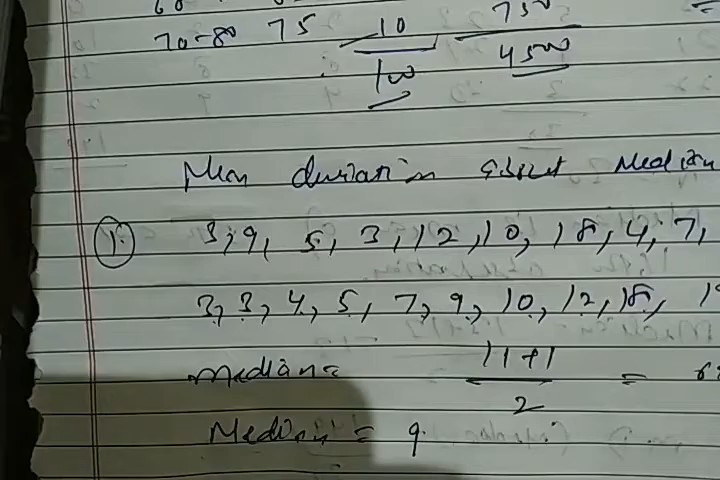 70-80 75 10 750
100 4500
Mean deviation about Median
1. 3, 9, 5, 3, 12, 10, 18, 4, 7,
3, 3, 4, 5, 7, 9, 10, 12, 18, 19
Median = 11+1 =
2
Median = 9.